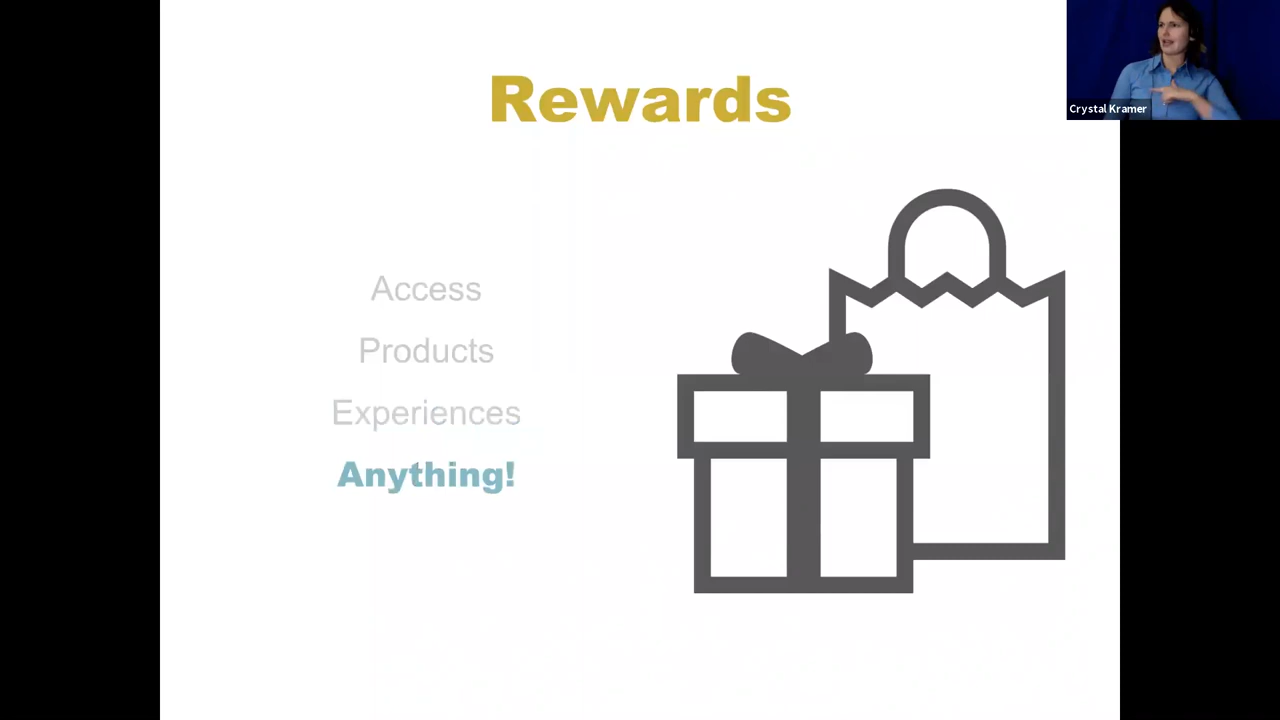 Rewards
Crystal Kramer
Access
Products
Experiences
Anything!